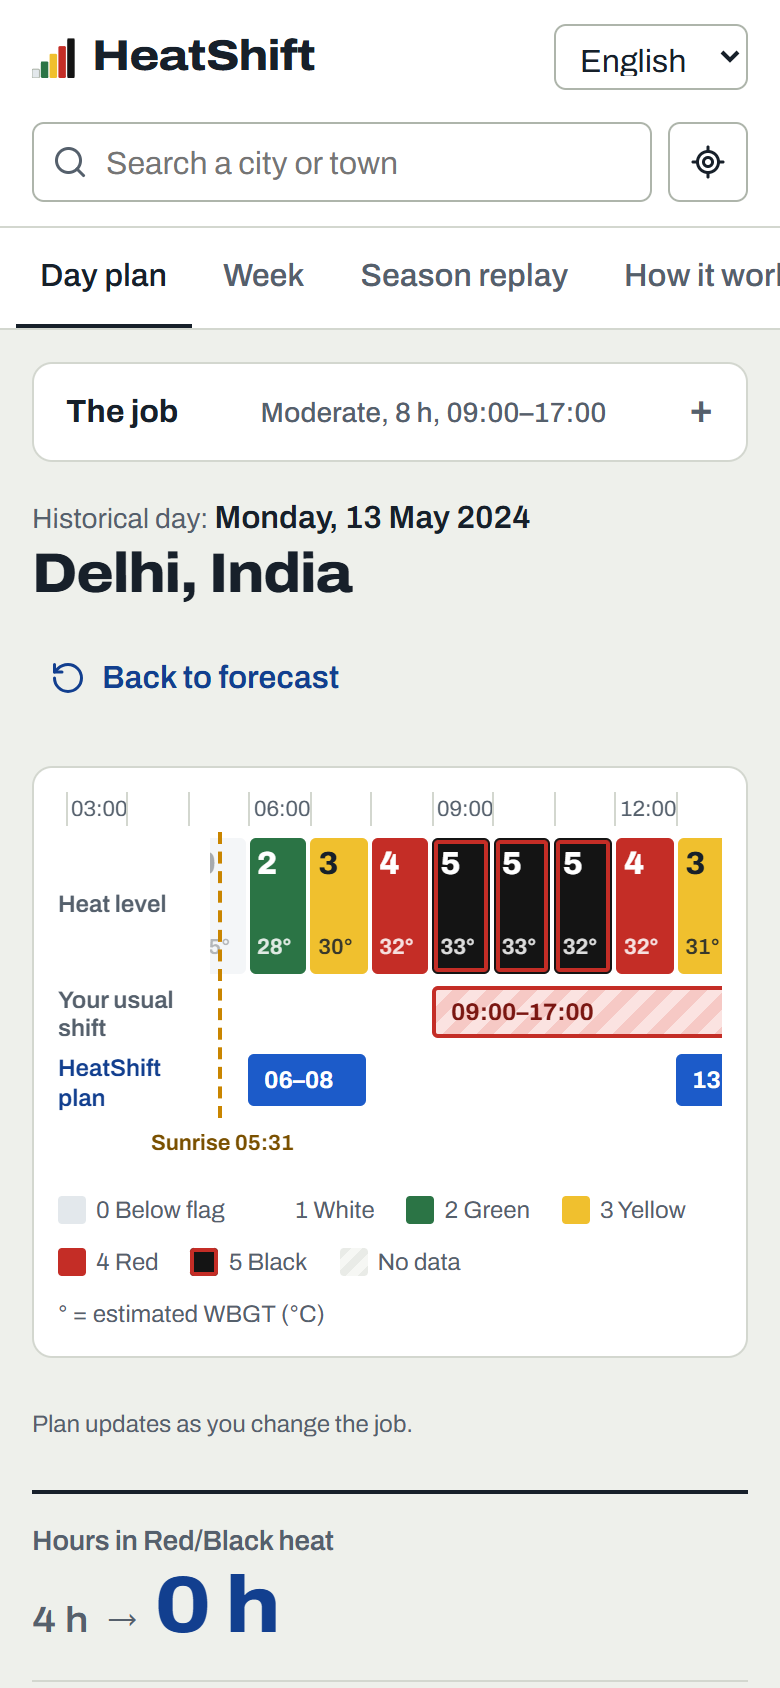 HeatShift
English
Search a city or town
Day plan Week Season replay How it worl
The job Moderate, 8 h, 09:00–17:00 +
Historical day: Monday, 13 May 2024
Delhi, India
Back to forecast
03:00 06:00 09:00 12:00
Heat level
2 3 4 5 5 5 4 3
5° 28° 30° 32° 33° 33° 32° 32° 31°
Your usual
shift
09:00–17:00
HeatShift
plan
06–08 13
Sunrise 05:31
0 Below flag 1 White 2 Green 3 Yellow
4 Red 5 Black No data
° = estimated WBGT (°C)
Plan updates as you change the job.
Hours in Red/Black heat
4 h → 0 h